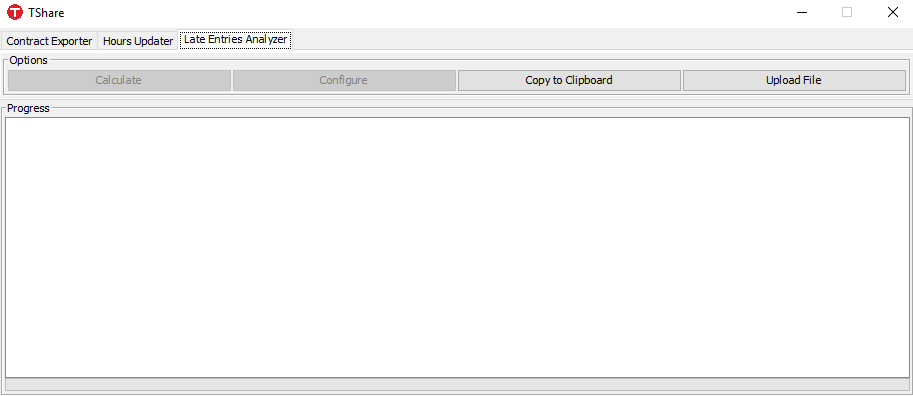 TShare
Contract Exporter Hours Updater Late Entries Analyzer
Options
Calculate Configure Copy to Clipboard Upload File
Progress